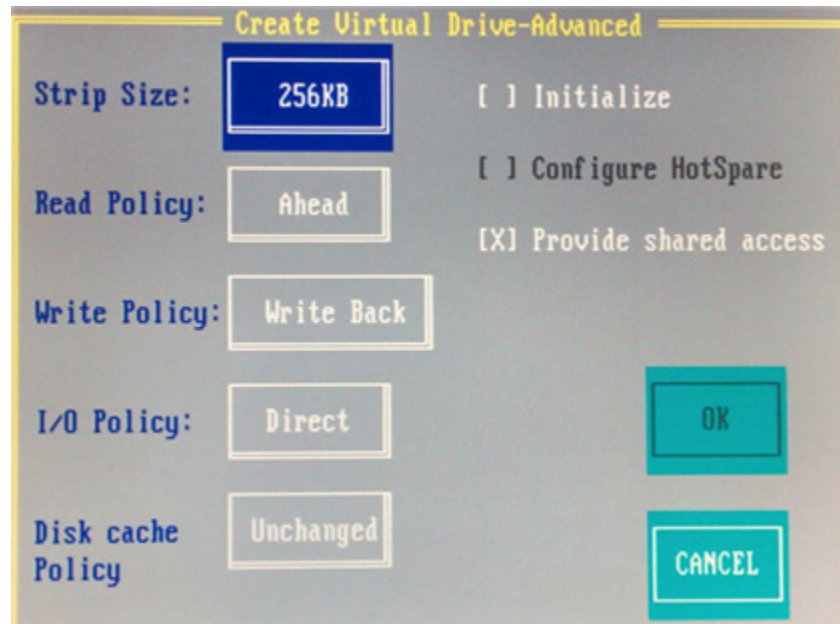 Create Virtual Drive-Advanced
Strip Size: 256KB
[ ] Initialize
[ ] Configure HotSpare
Read Policy: Ahead
[X] Provide shared access
Write Policy: Write Back
I/O Policy: Direct
OK
Disk cache
Policy
Unchanged
CANCEL